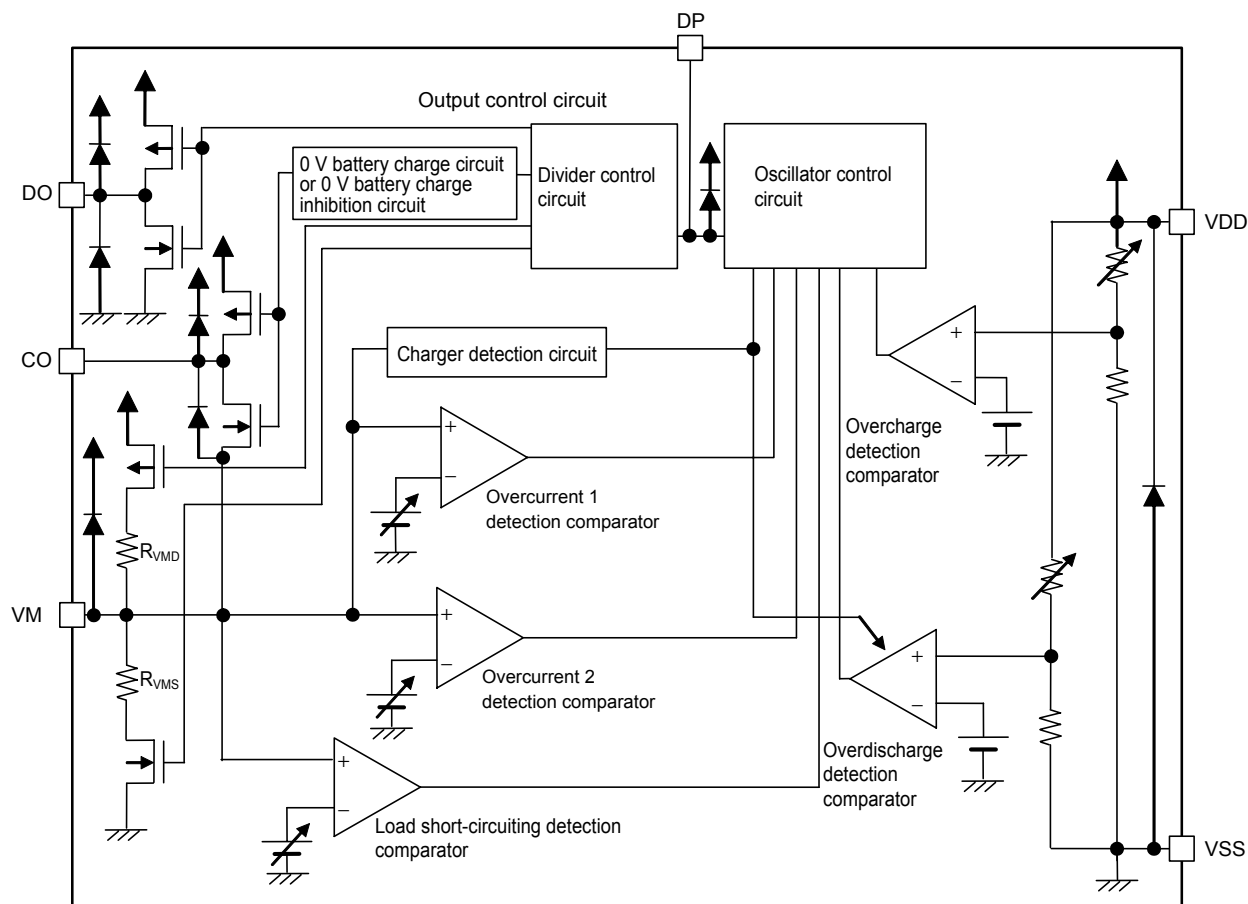 DP
Output control circuit
0 V battery charge circuit
or 0 V battery charge
inhibition circuit
Divider control
circuit
Oscillator control
circuit
DO
VDD
CO
Charger detection circuit
+
−
Overcharge
detection
comparator
+
−
Overcurrent 1
detection comparator
RVMD
VM
+
−
Overcurrent 2
detection comparator
RVMS
+
−
Overdischarge
detection
comparator
+
−
Load short-circuiting detection
comparator
VSS